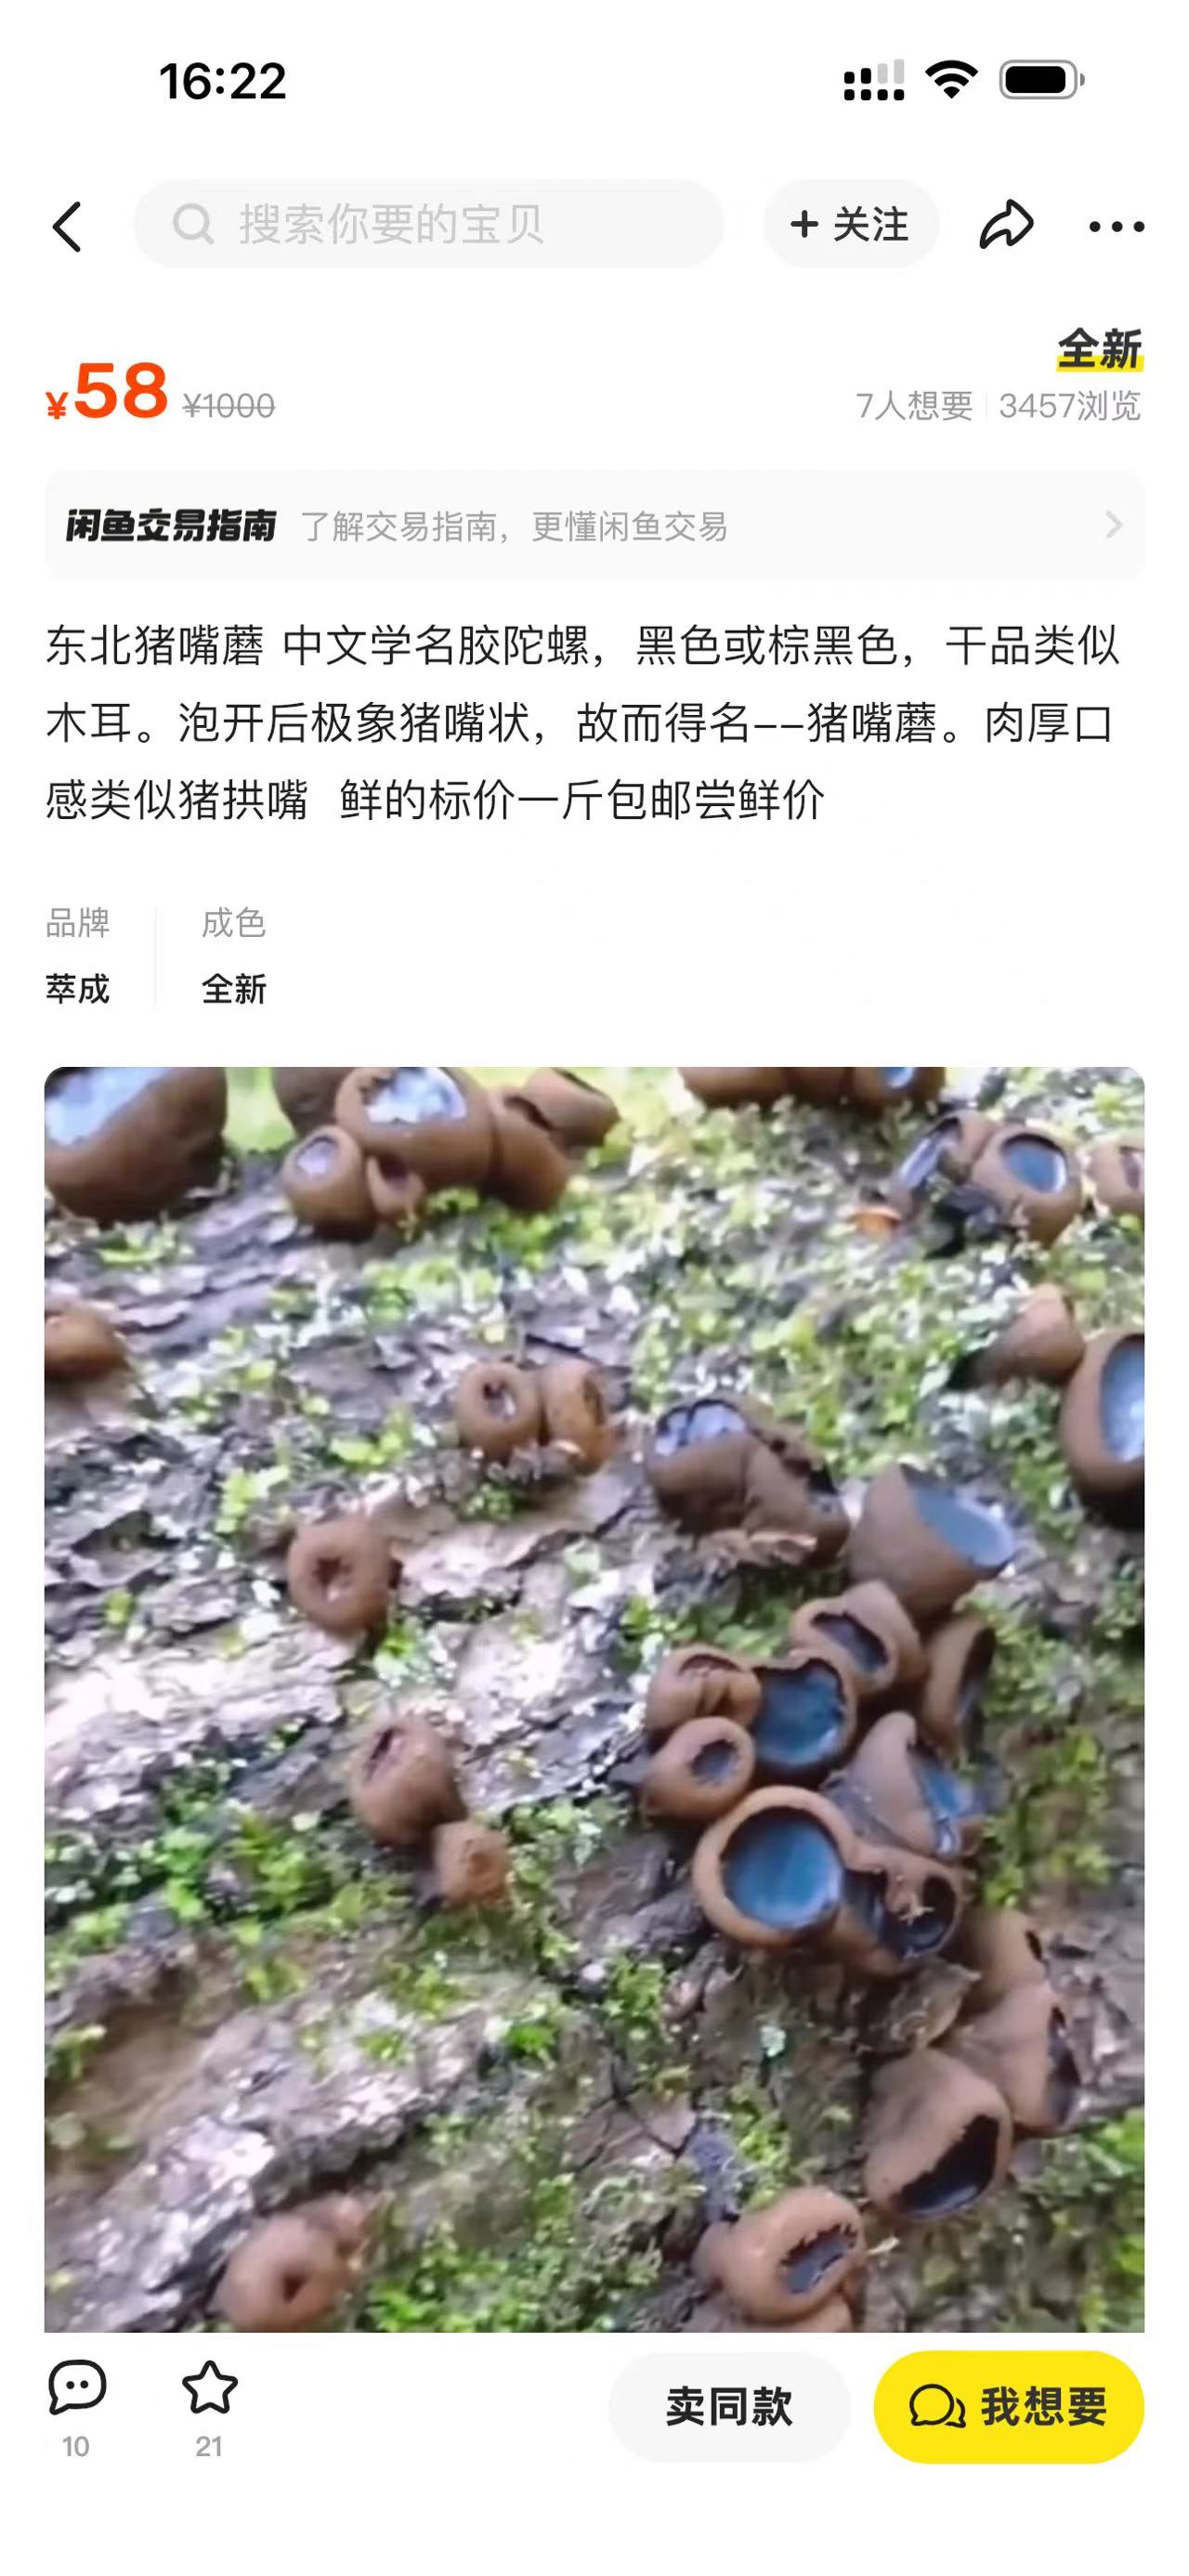 16:22
搜索你要的宝贝
+ 关注
全新
¥58 ¥1000
7人想要 3457浏览
闲鱼交易指南 了解交易指南，更懂闲鱼交易
东北猪嘴蘑 中文学名胶陀螺，黑色或棕黑色，干品类似
木耳。泡开后极象猪嘴状，故而得名--猪嘴蘑。肉厚口
感类似猪拱嘴 鲜的标价一斤包邮尝鲜价
品牌 成色
萃成 全新
卖同款
我想要
10
21